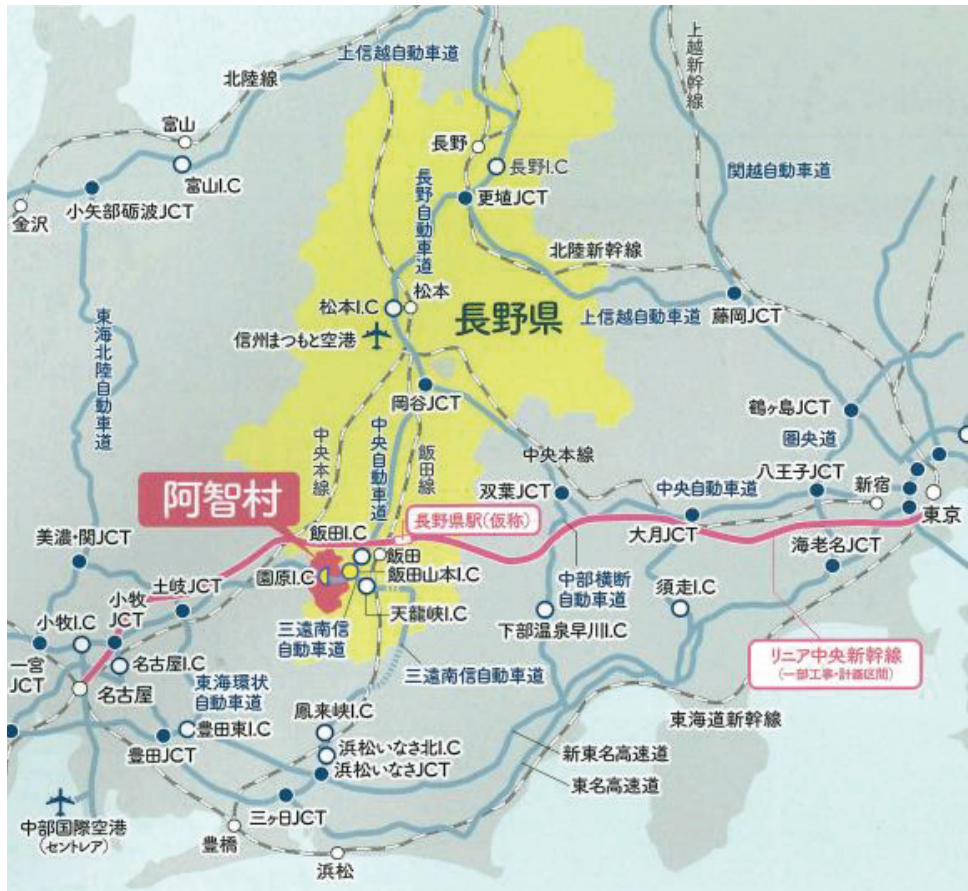 上信越自動車道
北陸線
上越新幹線
富山
長野
長野I.C
富山I.C
関越自動車道
小矢部砺波JCT
金沢
長野自動車道
更埴JCT
北陸新幹線
松本I.C
松本
長野県
上信越自動車道
藤岡JCT
信州まつもと空港
東海北陸自動車道
岡谷JCT
鶴ヶ島JCT
中央本線
中央自動車道
飯田線
中央本線
圏央道
八王子JCT
双葉JCT
中央自動車道
新宿
阿智村
長野県駅(仮称)
東京
大月JCT
海老名JCT
美濃・関JCT
飯田I.C
飯田
園原I.C
飯田山本I.C
土岐JCT
天龍峡I.C
中部横断
自動車道
須走I.C
小牧
JCT
小牧I.C
三遠南信
自動車道
下部温泉早川I.C
一宮
JCT
名古屋I.C
名古屋
三遠南信自動車道
リニア中央新幹線
(一部工事・計画区間)
東海環状
自動車道
豊田東I.C
鳳来峡I.C
東海道新幹線
豊田JCT
浜松いなさ北I.C
浜松いなさJCT
新東名高速道
東名高速道
三ヶ日JCT
中部国際空港
(セントレア)
豊橋
浜松